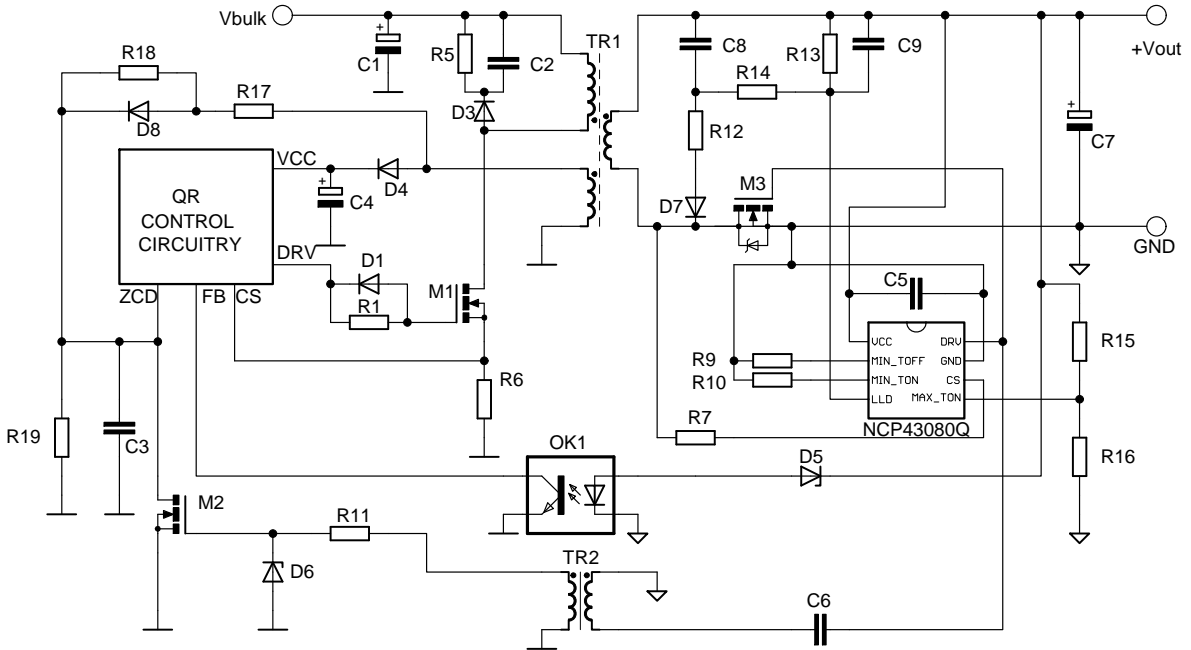 Vbulk
+
C1
R5
C2
TR1
C8
R13
C9
+Vout
R18
R14
D8
R17
D3
R12
+
C7
VCC
D4
M3
QR
CONTROL
CIRCUITRY
+
C4
D7
GND
DRV
D1
C5
ZCD
FB
CS
R1
M1
VCC
DRV
R15
R9
MIN_TOFF
GND
R10
MIN_TON
CS
R6
LLD
MAX_TON
R7
NCP43080Q
R19
C3
OK1
D5
R16
M2
R11
TR2
D6
C6